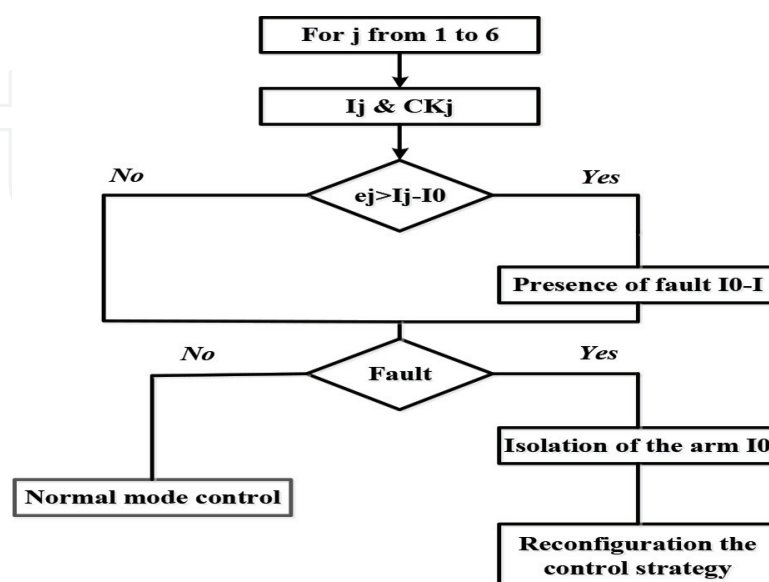 For j from 1 to 6
Ij & CKj
No
ej>Ij-I0
Yes
Presence of fault I0-I
No
Fault
Yes
Isolation of the arm I0
Normal mode control
Reconfiguration the
control strategy